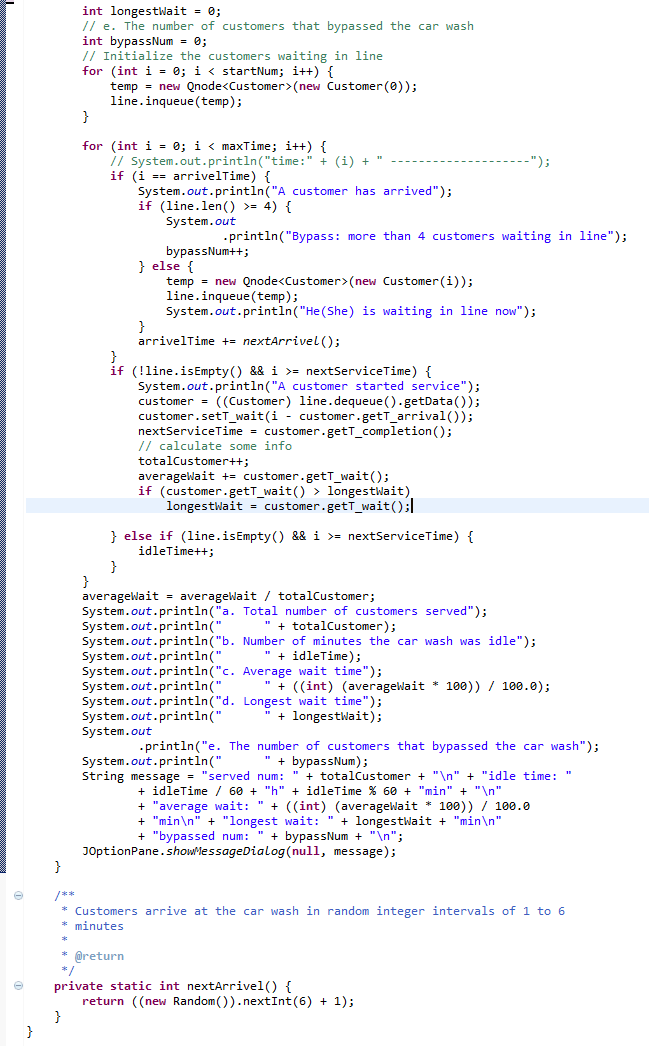 int longestWait = 0;
// e. The number of customers that bypassed the car wash
int bypassNum = 0;
// Initialize the customers waiting in line
for (int i = 0; i < startNum; i++) {
temp = new Qnode<Customer>(new Customer(0));
line.inqueue(temp);
}
for (int i = 0; i < maxTime; i++) {
// System.out.println("time:" + (i) + " --------------------");
if (i == arrivelTime) {
System.out.println("A customer has arrived");
if (line.len() >= 4) {
System.out
.println("Bypass: more than 4 customers waiting in line");
bypassNum++;
} else {
temp = new Qnode<Customer>(new Customer(i));
line.inqueue(temp);
System.out.println("He(She) is waiting in line now");
}
arrivelTime += nextArrivel();
}
if (!line.isEmpty() && i >= nextServiceTime) {
System.out.println("A customer started service");
customer = ((Customer) line.dequeue().getData());
customer.setT_wait(i - customer.getT_arrival());
nextServiceTime = customer.getT_completion();
// calculate some info
totalCustomer++;
averageWait += customer.getT_wait();
if (customer.getT_wait() > longestWait)
longestWait = customer.getT_wait();
} else if (line.isEmpty() && i >= nextServiceTime) {
idleTime++;
}
}
averageWait = averageWait / totalCustomer;
System.out.println("a. Total number of customers served");
System.out.println("      " + totalCustomer);
System.out.println("b. Number of minutes the car wash was idle");
System.out.println("      " + idleTime);
System.out.println("c. Average wait time");
System.out.println("      " + ((int) (averageWait * 100)) / 100.0);
System.out.println("d. Longest wait time");
System.out.println("      " + longestWait);
System.out
.println("e. The number of customers that bypassed the car wash");
System.out.println("      " + bypassNum);
String message = "served num: " + totalCustomer + "\n" + "idle time: "
+ idleTime / 60 + "h" + idleTime % 60 + "min" + "\n"
+ "average wait: " + ((int) (averageWait * 100)) / 100.0
+ "min\n" + "longest wait: " + longestWait + "min\n"
+ "bypassed num: " + bypassNum + "\n";
JOptionPane.showMessageDialog(null, message);
}
/**
* Customers arrive at the car wash in random integer intervals of 1 to 6
* minutes
*
* @return
*/
private static int nextArrivel() {
return ((new Random()).nextInt(6) + 1);
}
}